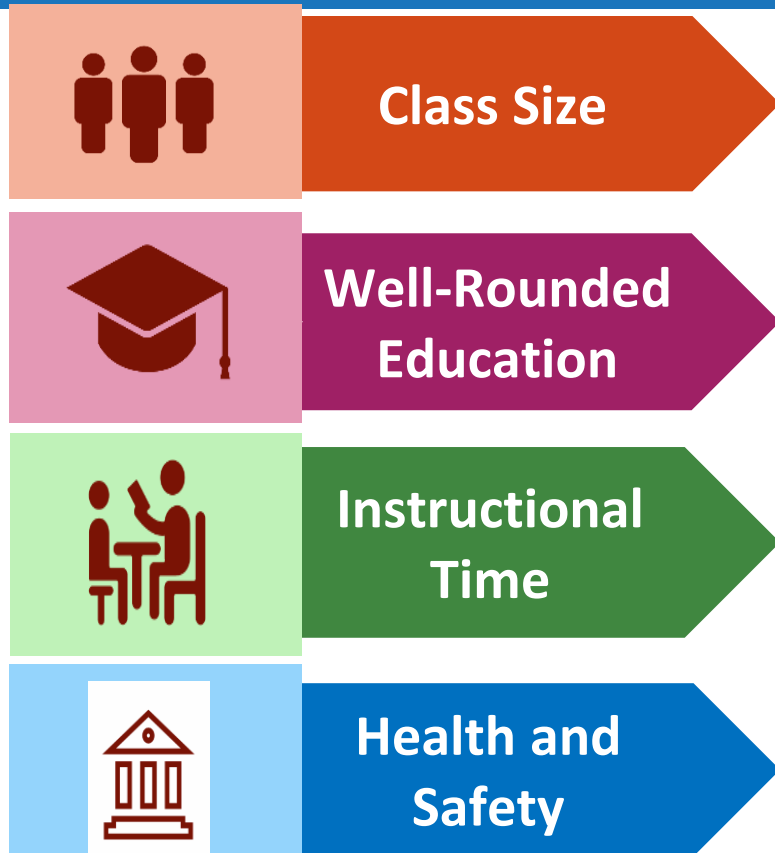 Class Size
Well-Rounded
Education
Instructional
Time
Health and
Safety